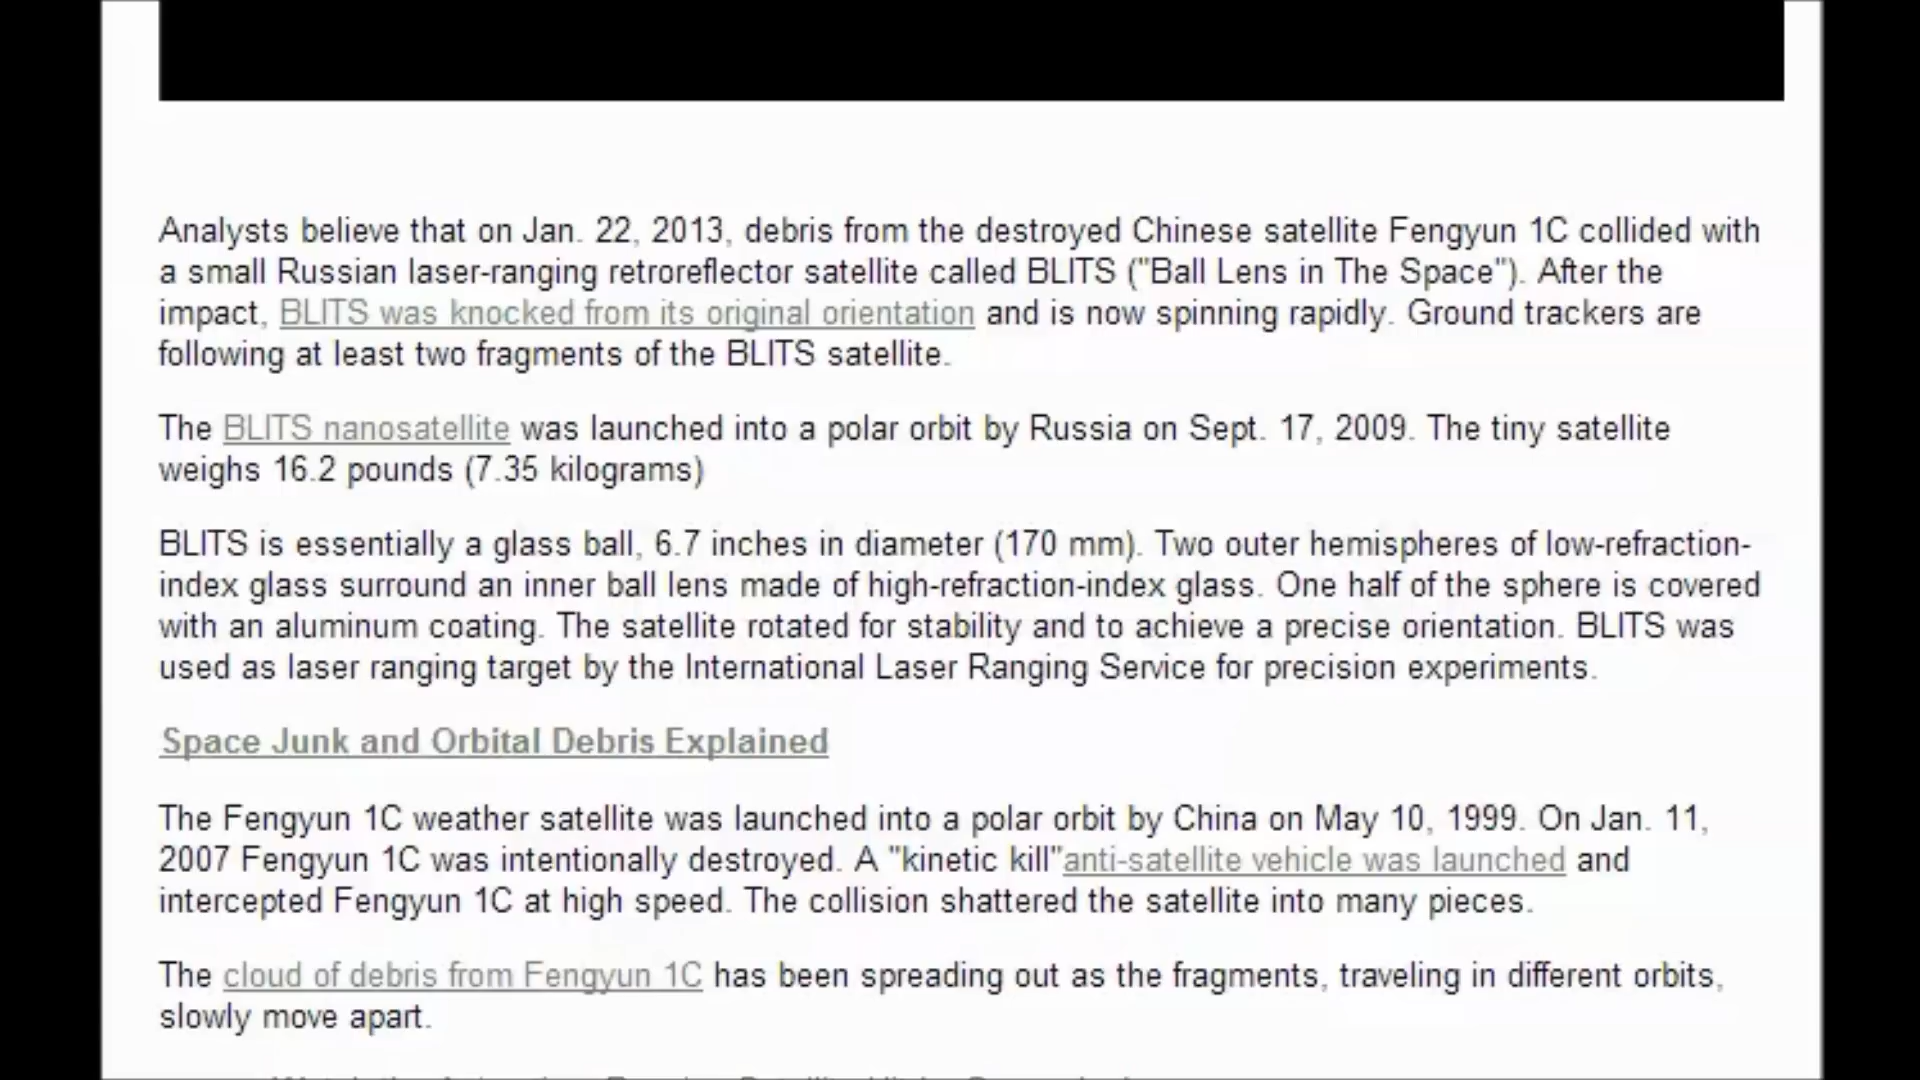 Analysts believe that on Jan. 22, 2013, debris from the destroyed Chinese satellite Fengyun 1C collided with
a small Russian laser-ranging retroreflector satellite called BLITS ("Ball Lens in The Space"). After the
impact, BLITS was knocked from its original orientation and is now spinning rapidly. Ground trackers are
following at least two fragments of the BLITS satellite.
The BLITS nanosatellite was launched into a polar orbit by Russia on Sept. 17, 2009. The tiny satellite
weighs 16.2 pounds (7.35 kilograms)
BLITS is essentially a glass ball, 6.7 inches in diameter (170 mm). Two outer hemispheres of low-refraction-
index glass surround an inner ball lens made of high-refraction-index glass. One half of the sphere is covered
with an aluminum coating. The satellite rotated for stability and to achieve a precise orientation. BLITS was
used as laser ranging target by the International Laser Ranging Service for precision experiments.
Space Junk and Orbital Debris Explained
The Fengyun 1C weather satellite was launched into a polar orbit by China on May 10, 1999. On Jan. 11,
2007 Fengyun 1C was intentionally destroyed. A "kinetic kill"anti-satellite vehicle was launched and
intercepted Fengyun 1C at high speed. The collision shattered the satellite into many pieces.
The cloud of debris from Fengyun 1C has been spreading out as the fragments, traveling in different orbits,
slowly move apart.